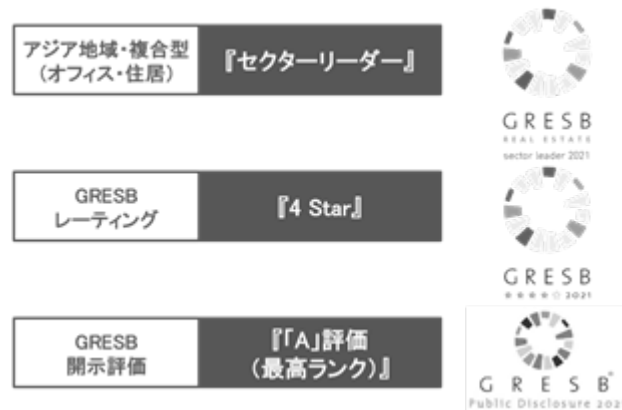 アジア地域・複合型
(オフィス・住居)
『セクターリーダー』
GRESB
REAL ESTATE
sector leader 2021
GRESB
レーティング
『4 Star』
GRESB
★★★★☆ 2021
GRESB
開示評価
『「A」評価
(最高ランク)』
GRESB®
Public Disclosure 202